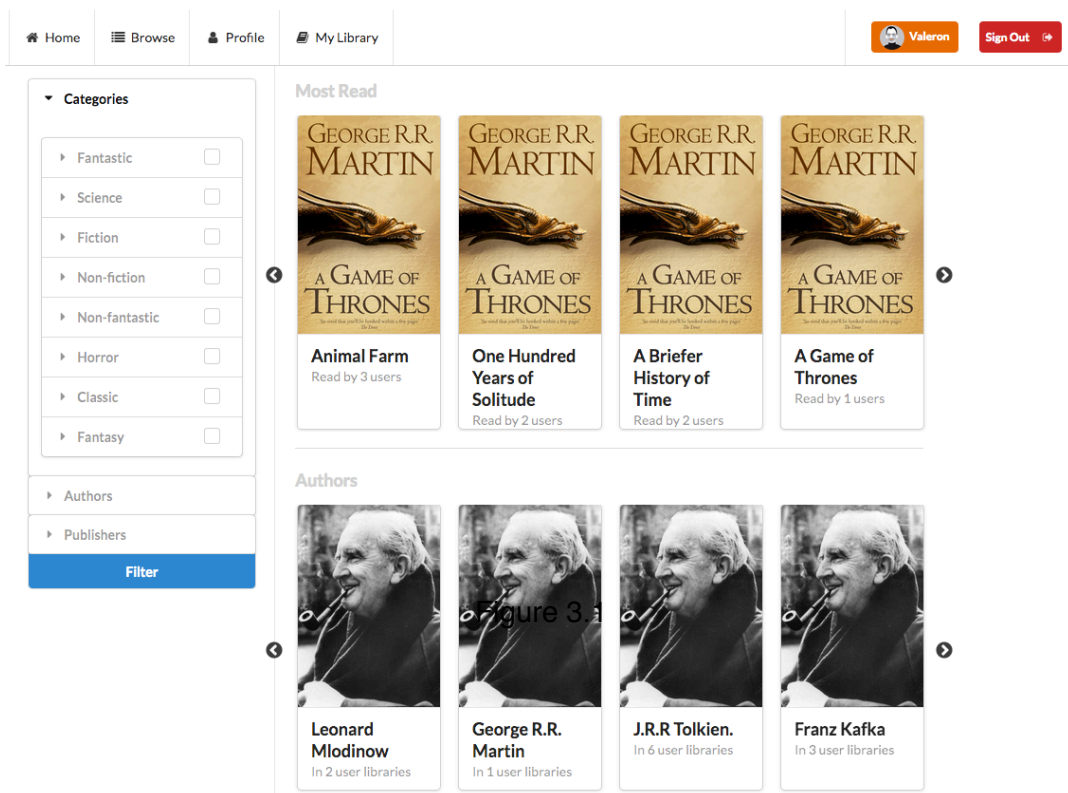 Home
Browse
Profile
My Library
Valeron
Sign Out
Categories
Fantastic
Science
Fiction
Non-fiction
Non-fantastic
Horror
Classic
Fantasy
Authors
Publishers
Filter
Most Read
GEORGE R.R.
MARTIN
A GAME OF
THRONES
Animal Farm
Read by 3 users
GEORGE R.R.
MARTIN
A GAME OF
THRONES
One Hundred
Years of
Solitude
Read by 2 users
GEORGE R.R.
MARTIN
A GAME OF
THRONES
A Briefer
History of
Time
Read by 2 users
GEORGE R.R.
MARTIN
A GAME OF
THRONES
A Game of
Thrones
Read by 1 users
Authors
Leonard
Mlodinow
In 2 user libraries
Figure 3.1
George R.R.
Martin
In 1 user libraries
J.R.R Tolkien.
In 6 user libraries
Franz Kafka
In 3 user libraries